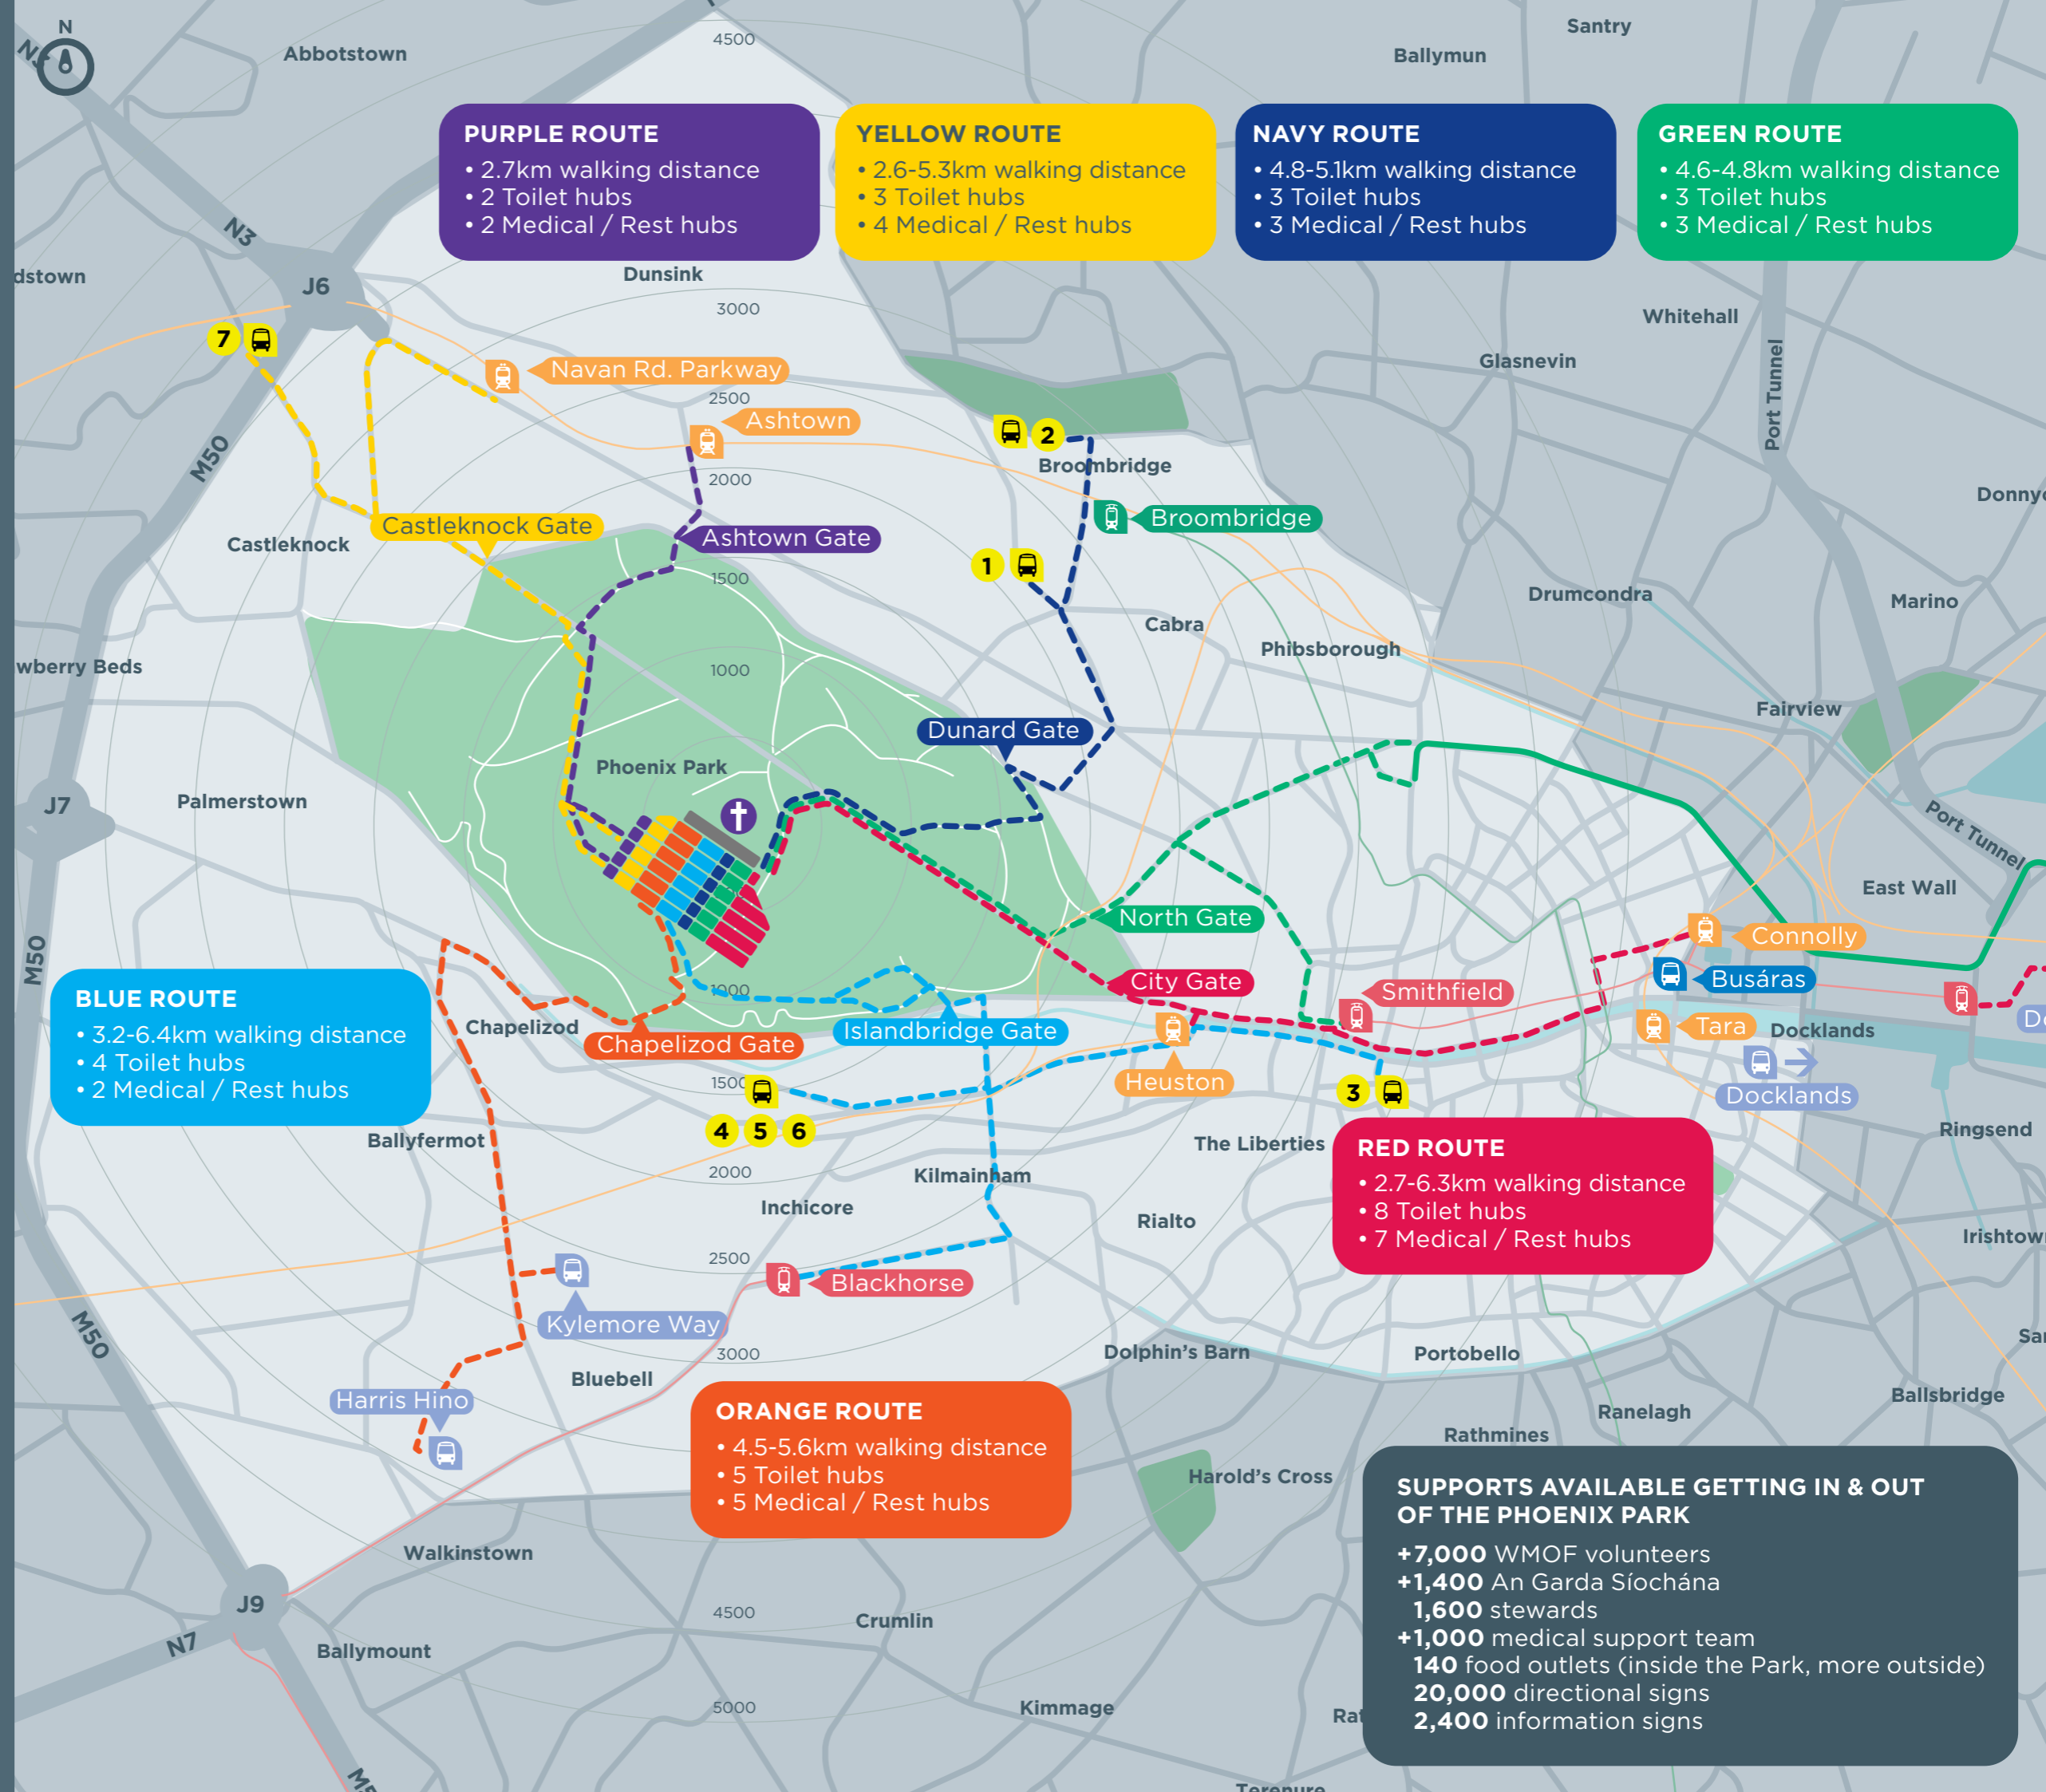 N
Abbotstown
4500
Santry
Ballymun
PURPLE ROUTE
• 2.7km walking distance
• 2 Toilet hubs
• 2 Medical / Rest hubs
YELLOW ROUTE
• 2.6-5.3km walking distance
• 3 Toilet hubs
• 4 Medical / Rest hubs
NAVY ROUTE
• 4.8-5.1km walking distance
• 3 Toilet hubs
• 3 Medical / Rest hubs
GREEN ROUTE
• 4.6-4.8km walking distance
• 3 Toilet hubs
• 3 Medical / Rest hubs
N3
dstown
J6
Dunsink
3000
Whitehall
7
Navan Rd. Parkway
Glasnevin
Port Tunnel
2500
Ashtown
2
M50
Broombridge
2000
Donny
Castleknock Gate
Broombridge
Castleknock
Ashtown Gate
1
1500
Drumcondra
Marino
Cabra
Phibsborough
wberry Beds
1000
Fairview
Dunard Gate
Phoenix Park
J7
Palmerstown
Port Tunnel
East Wall
North Gate
Connolly
M50
City Gate
Busáras
1000
Smithfield
BLUE ROUTE
• 3.2-6.4km walking distance
• 4 Toilet hubs
• 2 Medical / Rest hubs
Chapelizod
Chapelizod Gate
Islandbridge Gate
Tara
Docklands
D
Heuston
1500
Docklands
3
4 5 6
Ballyfermot
The Liberties
Ringsend
2000
Kilmainham
Inchicore
Rialto
RED ROUTE
• 2.7-6.3km walking distance
• 8 Toilet hubs
• 7 Medical / Rest hubs
Irishtow
2500
Blackhorse
Kylemore Way
M50
3000
Dolphin's Barn
Portobello
Sa
Bluebell
Harris Hino
Ballsbridge
Ranelagh
Rathmines
ORANGE ROUTE
• 4.5-5.6km walking distance
• 5 Toilet hubs
• 5 Medical / Rest hubs
Harold's Cross
SUPPORTS AVAILABLE GETTING IN & OUT
OF THE PHOENIX PARK
+7,000 WMOF volunteers
+1,400 An Garda Síochána
1,600 stewards
+1,000 medical support team
140 food outlets (inside the Park, more outside)
20,000 directional signs
2,400 information signs
Walkinstown
J9
4500
Crumlin
N7
Ballymount
5000
Kimmage
Rat
Terenure